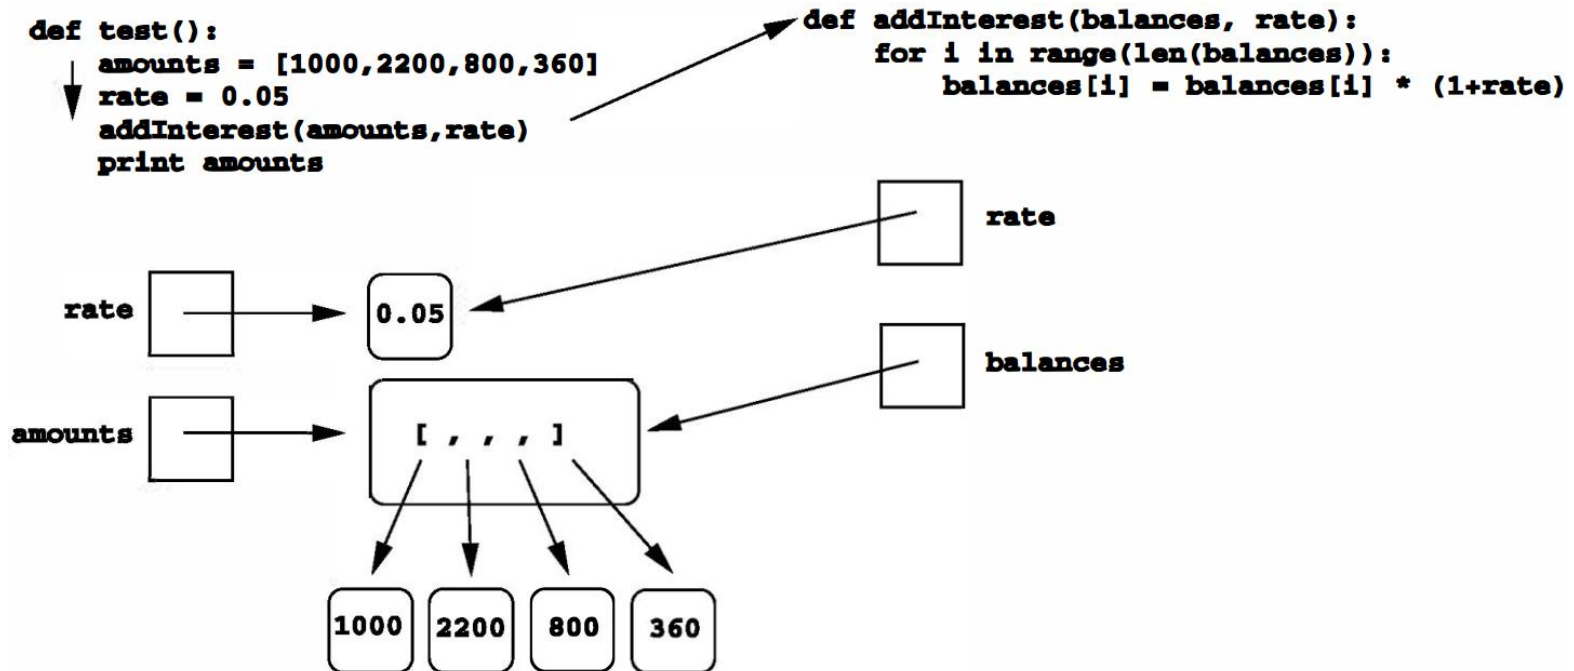 def test():
    amounts = [1000,2200,800,360]
    rate = 0.05
    addInterest(amounts,rate)
    print amounts
def addInterest(balances, rate):
    for i in range(len(balances)):
        balances[i] = balances[i] * (1+rate)
rate
rate
0.05
balances
amounts
[ , , , ]
1000 2200 800 360